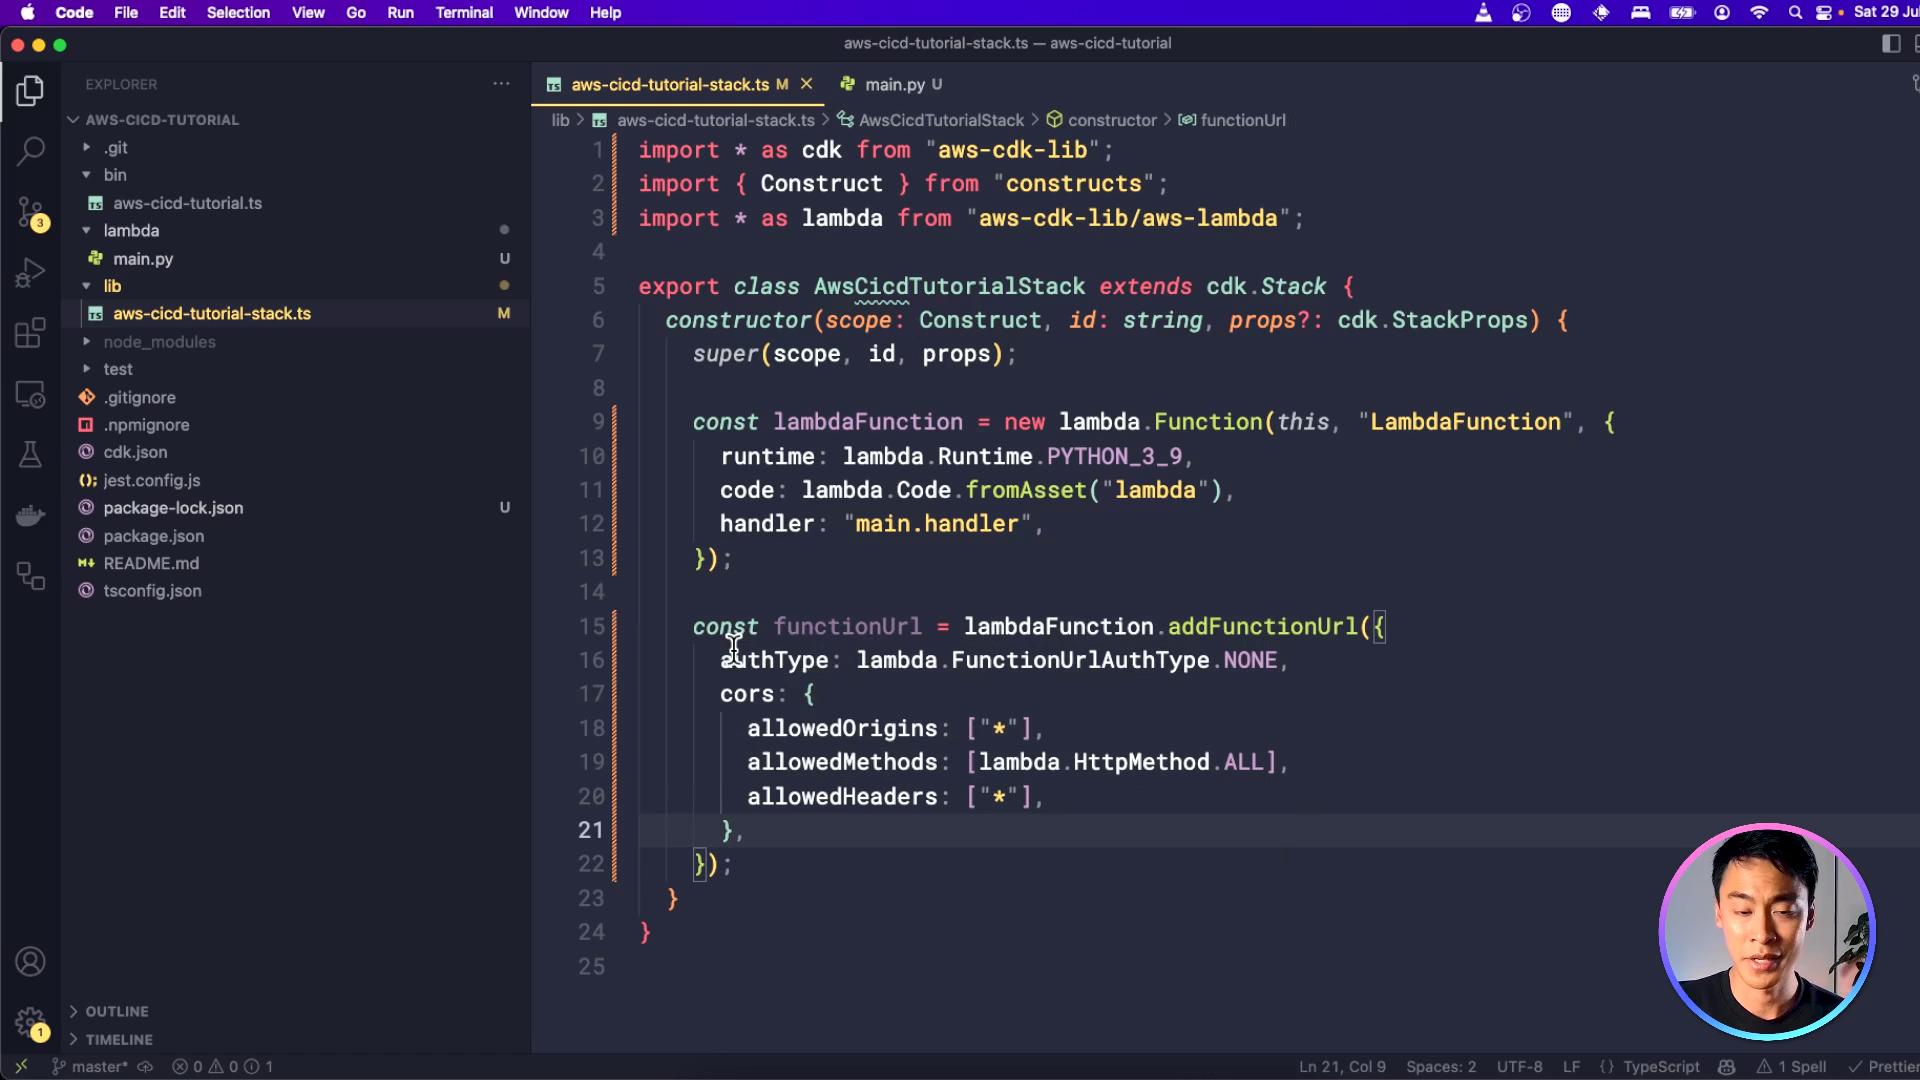 Code File Edit Selection View Go Run Terminal Window Help Sat 29 Jul
aws-cicd-tutorial-stack.ts — aws-cicd-tutorial
EXPLORER
AWS-CICD-TUTORIAL
.git
bin
aws-cicd-tutorial.ts
lambda
main.py U
lib
aws-cicd-tutorial-stack.ts M
node_modules
test
.gitignore
.npmignore
cdk.json
jest.config.js
package-lock.json U
package.json
README.md
tsconfig.json
OUTLINE
TIMELINE
3
1
aws-cicd-tutorial-stack.ts M
main.py U
lib > aws-cicd-tutorial-stack.ts > AwsCicdTutorialStack > constructor > functionUrl
1 import * as cdk from "aws-cdk-lib";
2 import { Construct } from "constructs";
3 import * as lambda from "aws-cdk-lib/aws-lambda";
4
5 export class AwsCicdTutorialStack extends cdk.Stack {
6 constructor(scope: Construct, id: string, props?: cdk.StackProps) {
7 super(scope, id, props);
8
9 const lambdaFunction = new lambda.Function(this, "LambdaFunction", {
10 runtime: lambda.Runtime.PYTHON_3_9,
11 code: lambda.Code.fromAsset("lambda"),
12 handler: "main.handler",
13 });
14
15 const functionUrl = lambdaFunction.addFunctionUrl({
16 authType: lambda.FunctionUrlAuthType.NONE,
17 cors: {
18 allowedOrigins: ["*"],
19 allowedMethods: [lambda.HttpMethod.ALL],
20 allowedHeaders: ["*"],
21 },
22 });
23 }
24 }
25
master* 0 0 1 Ln 21, Col 9 Spaces: 2 UTF-8 LF {} TypeScript 1 Spell Prettier